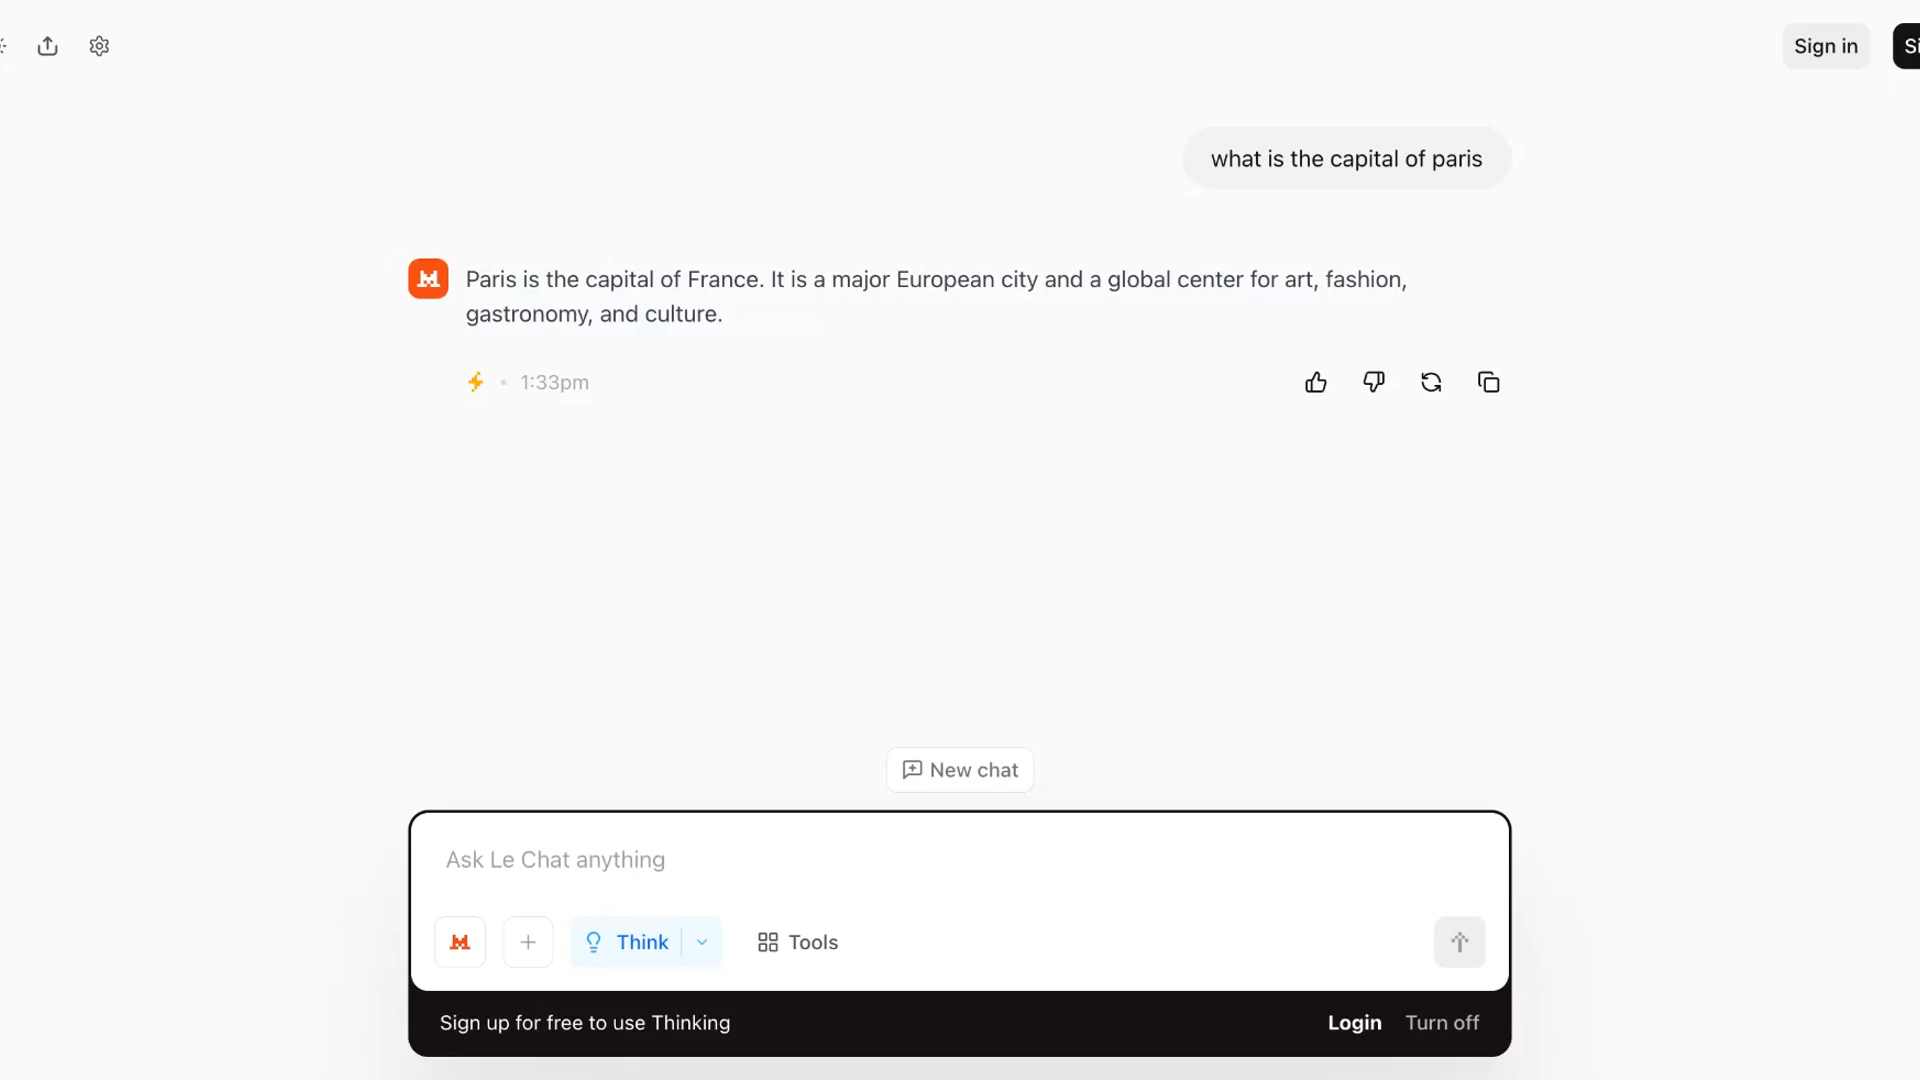 Sign in
what is the capital of paris
Paris is the capital of France. It is a major European city and a global center for art, fashion,
gastronomy, and culture.
1:33pm
New chat
Ask Le Chat anything
Think
Tools
Sign up for free to use Thinking
Login
Turn off